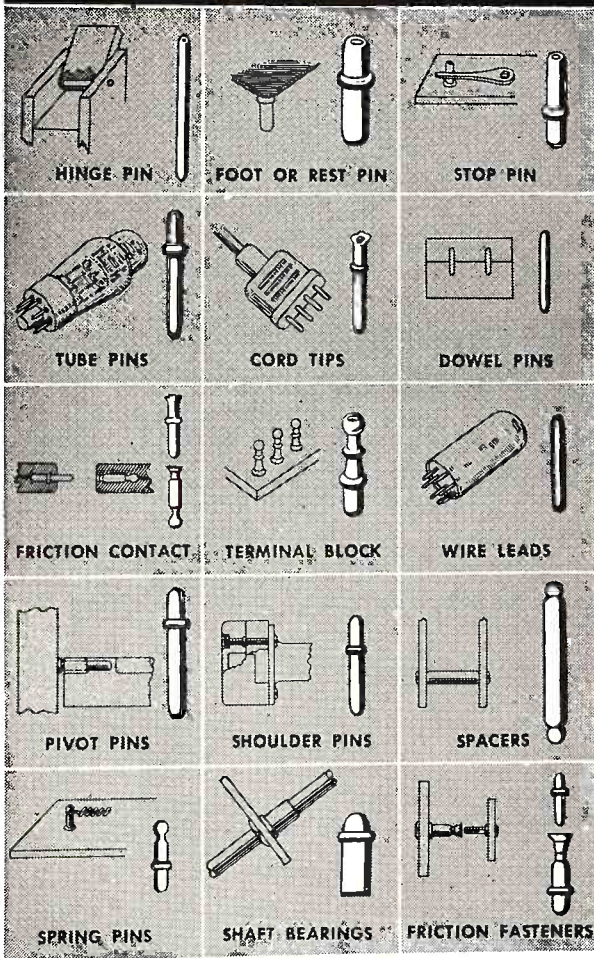 HINGE PIN
FOOT OR REST PIN
STOP PIN
TUBE PINS
CORD TIPS
DOWEL PINS
FRICTION CONTACT
TERMINAL BLOCK
WIRE LEADS
PIVOT PINS
SHOULDER PINS
SPACERS
SPRING PINS
SHAFT BEARINGS
FRICTION FASTENERS